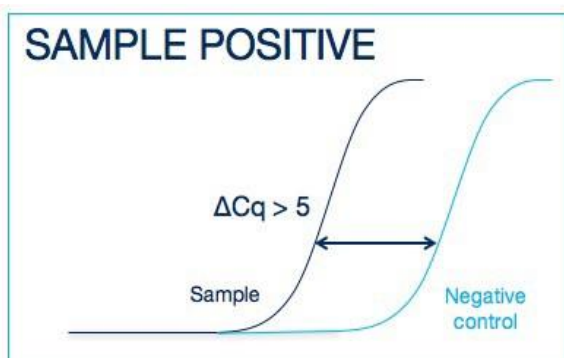 SAMPLE POSITIVE
ΔCq > 5
Sample
Negative
control